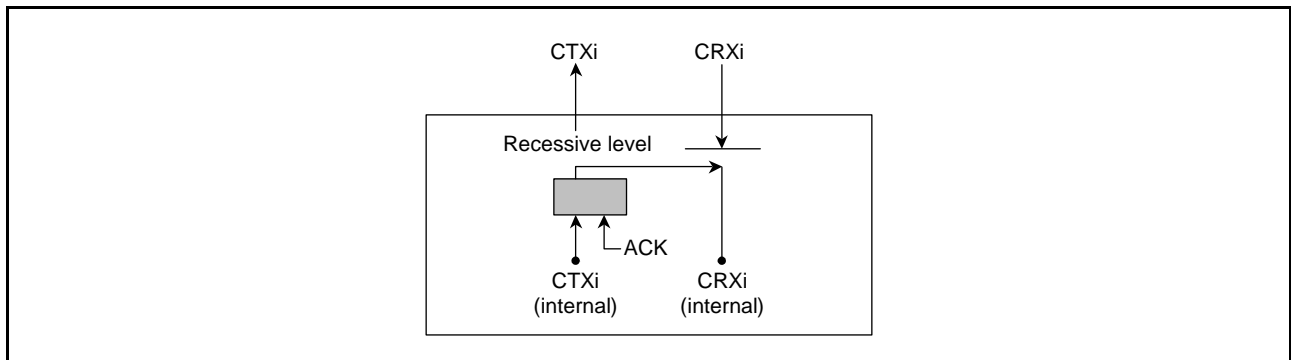 CTXi CRXi
Recessive level
ACK
CTXi CRXi
(internal) (internal)